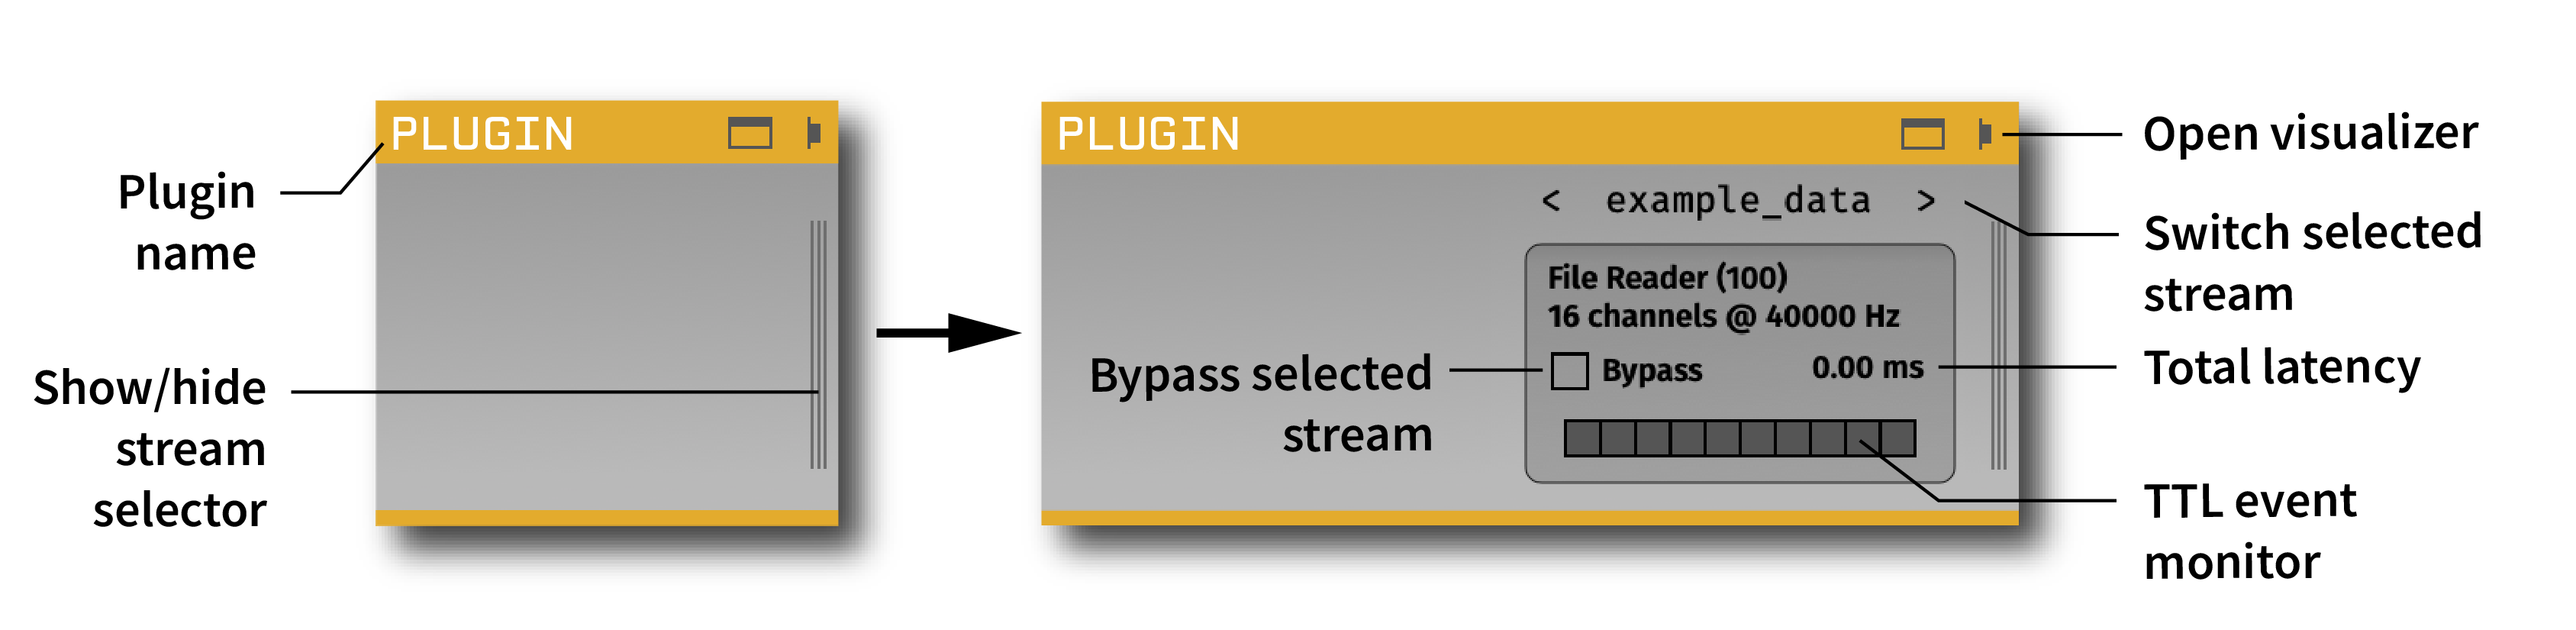 Plugin
name
Show/hide
stream
selector
PLUGIN
PLUGIN
< example_data >
File Reader (100)
16 channels @ 40000 Hz
Bypass 0.00 ms
Bypass selected
stream
Open visualizer
Switch selected
stream
Total latency
TTL event
monitor